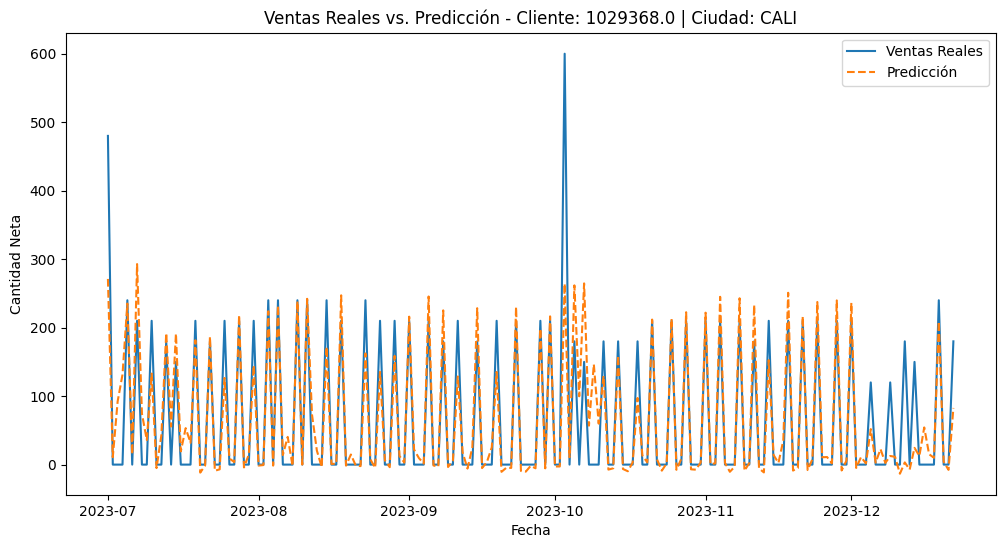 Ventas Reales vs. Predicción - Cliente: 1029368.0 | Ciudad: CALI
Ventas Reales
Predicción
Cantidad Neta
600
500
400
300
200
100
0
2023-07
2023-08
2023-09
2023-10
2023-11
2023-12
Fecha